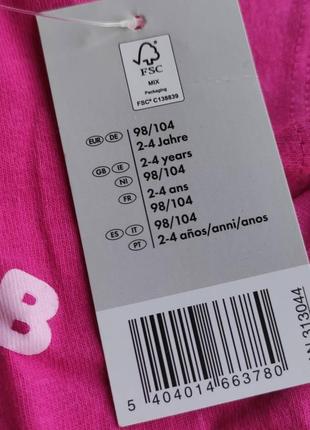 FSC
MIX
Packaging
FSC® C138839
EUR DE 98/104
2-4 Jahre
GB IE 2-4 years
NI 98/104
FR 2-4 ans
98/104
ES IT 98/104
PT 2-4 años/anni/anos
5 404014 663780
313044
B